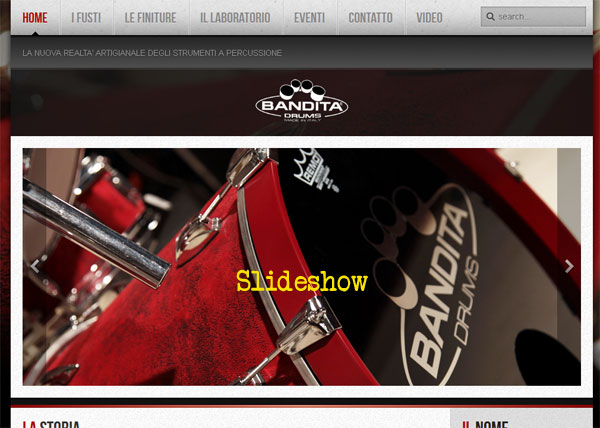 HOME I FUSTI LE FINITURE IL LABORATORIO EVENTI CONTATTO VIDEO search ...
LA NUOVA REALTA' ARTIGIANALE DEGLI STRUMENTI A PERCUSSIONE
BANDITA
DRUMS
MADE IN ITALY
REMO
BANDITA
DRUMS
Slideshow
LA STORIA
IL NOME